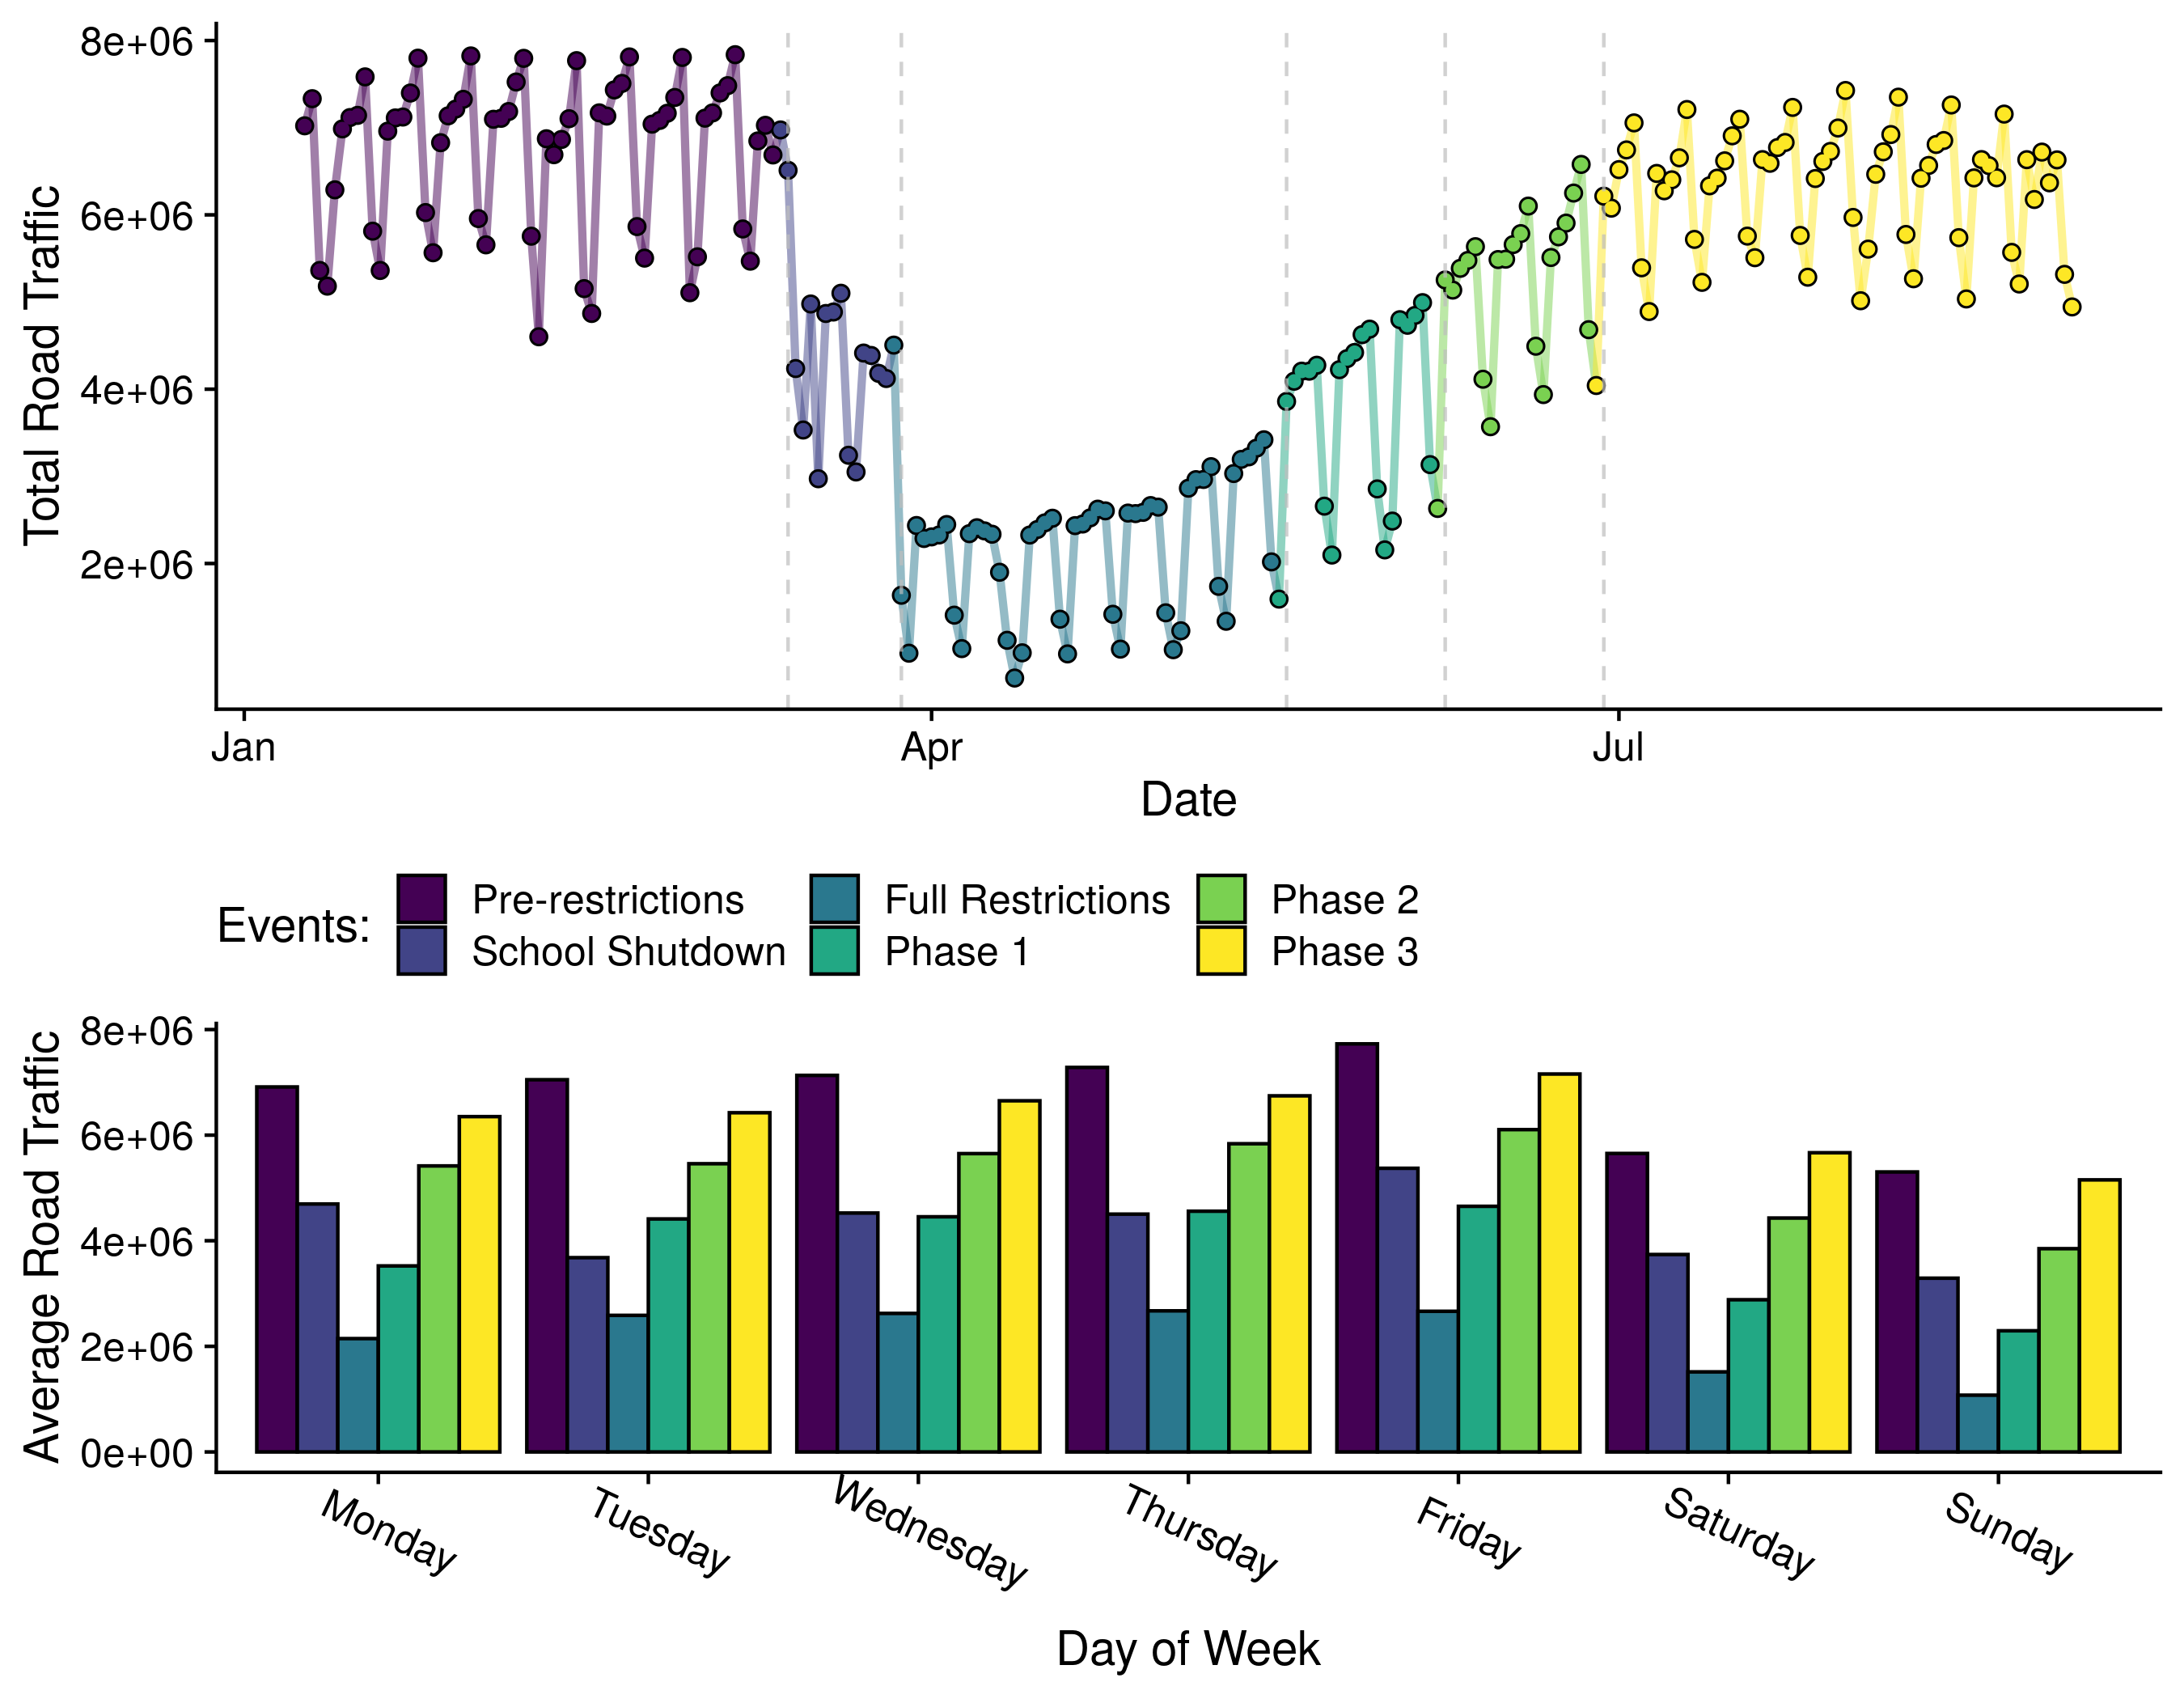 Total Road Traffic
8e+06
6e+06
4e+06
2e+06
Jan Apr Jul
Date
Events:
Pre-restrictions Full Restrictions Phase 2
School Shutdown Phase 1 Phase 3
Average Road Traffic
8e+06
6e+06
4e+06
2e+06
0e+00
Monday Tuesday Wednesday Thursday Friday Saturday Sunday
Day of Week